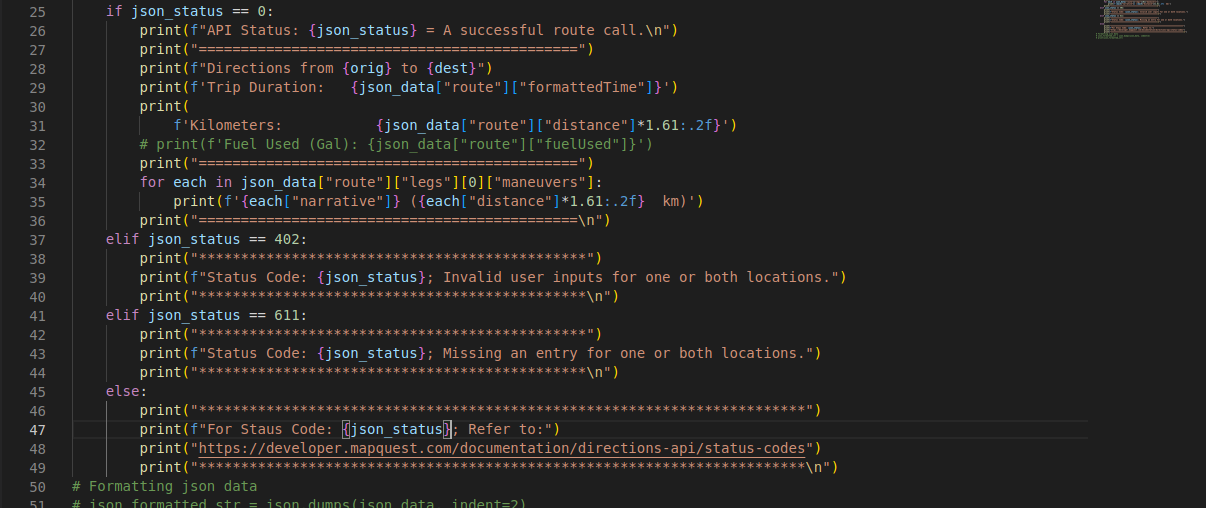 25 if json_status == 0:
26 print(f"API Status: {json_status} = A successful route call.\n")
27 print("=============================================")
28 print(f"Directions from {orig} to {dest}")
29 print(f'Trip Duration:   {json_data["route"]["formattedTime"]}')
30 print(
31 f'Kilometers:           {json_data["route"]["distance"]*1.61:.2f}')
32 # print(f'Fuel Used (Gal): {json_data["route"]["fuelUsed"]}')
33 print("=============================================")
34 for each in json_data["route"]["legs"][0]["maneuvers"]:
35 print(f'{each["narrative"]} ({each["distance"]*1.61:.2f}  km)')
36 print("=============================================\n")
37 elif json_status == 402:
38 print("**********************************************")
39 print(f"Status Code: {json_status}; Invalid user inputs for one or both locations.")
40 print("**********************************************\n")
41 elif json_status == 611:
42 print("**********************************************")
43 print(f"Status Code: {json_status}; Missing an entry for one or both locations.")
44 print("**********************************************\n")
45 else:
46 print("************************************************************************")
47 print(f"For Staus Code: {json_status}; Refer to:")
48 print("https://developer.mapquest.com/documentation/directions-api/status-codes")
49 print("************************************************************************\n")
50 # Formatting json data
51 # json_formatted_str = json.dumps(json_data, indent=2)